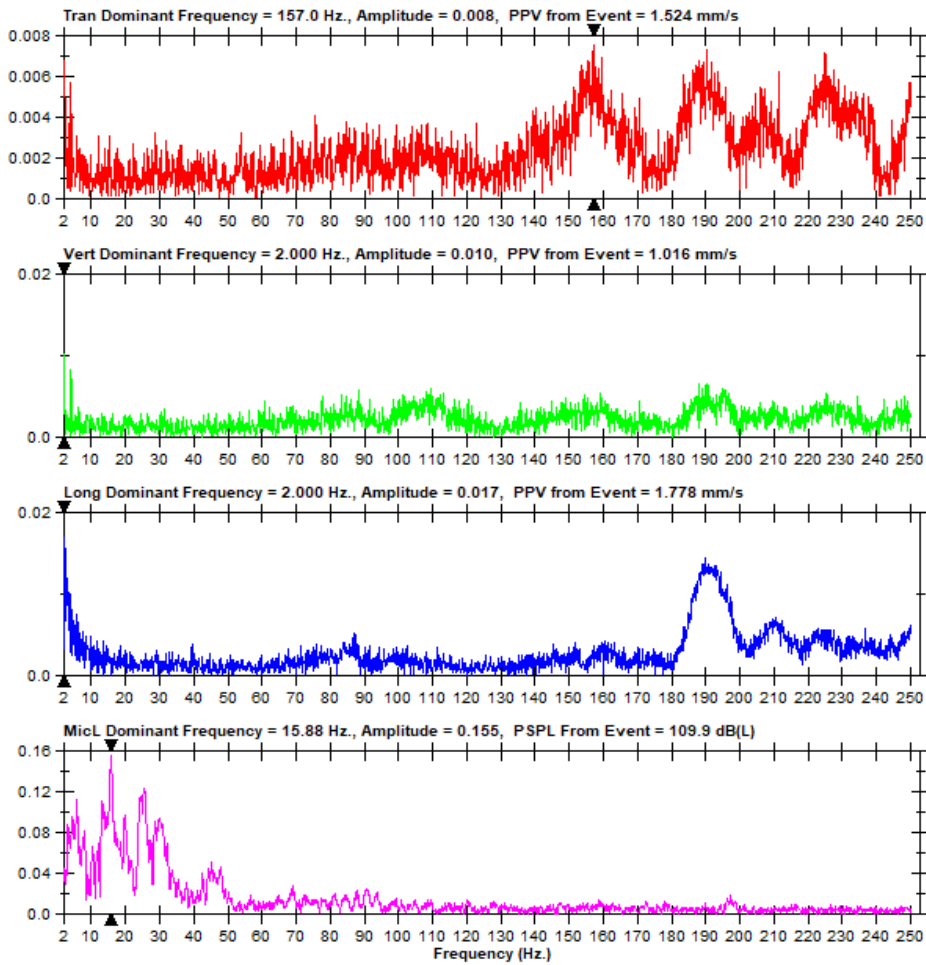 Tran Dominant Frequency = 157.0 Hz., Amplitude = 0.008, PPV from Event = 1.524 mm/s
0.008
0.006
0.004
0.002
0.0
2 10 20 30 40 50 60 70 80 90 100 110 120 130 140 150 160 170 180 190 200 210 220 230 240 250
Vert Dominant Frequency = 2.000 Hz., Amplitude = 0.010, PPV from Event = 1.016 mm/s
0.02
0.0
2 10 20 30 40 50 60 70 80 90 100 110 120 130 140 150 160 170 180 190 200 210 220 230 240 250
Long Dominant Frequency = 2.000 Hz., Amplitude = 0.017, PPV from Event = 1.778 mm/s
0.02
0.0
2 10 20 30 40 50 60 70 80 90 100 110 120 130 140 150 160 170 180 190 200 210 220 230 240 250
MicL Dominant Frequency = 15.88 Hz., Amplitude = 0.155, PSPL From Event = 109.9 dB(L)
0.16
0.12
0.08
0.04
0.0
2 10 20 30 40 50 60 70 80 90 100 110 120 130 140 150 160 170 180 190 200 210 220 230 240 250
Frequency (Hz.)